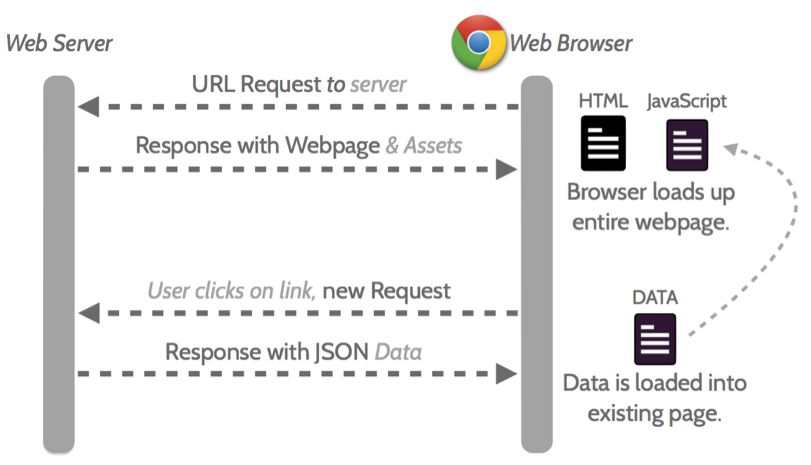 Web Server
Web Browser
URL Request to server
HTML
JavaScript
Response with Webpage & Assets
Browser loads up
entire webpage.
User clicks on link, new Request
DATA
Response with JSON Data
Data is loaded into
existing page.